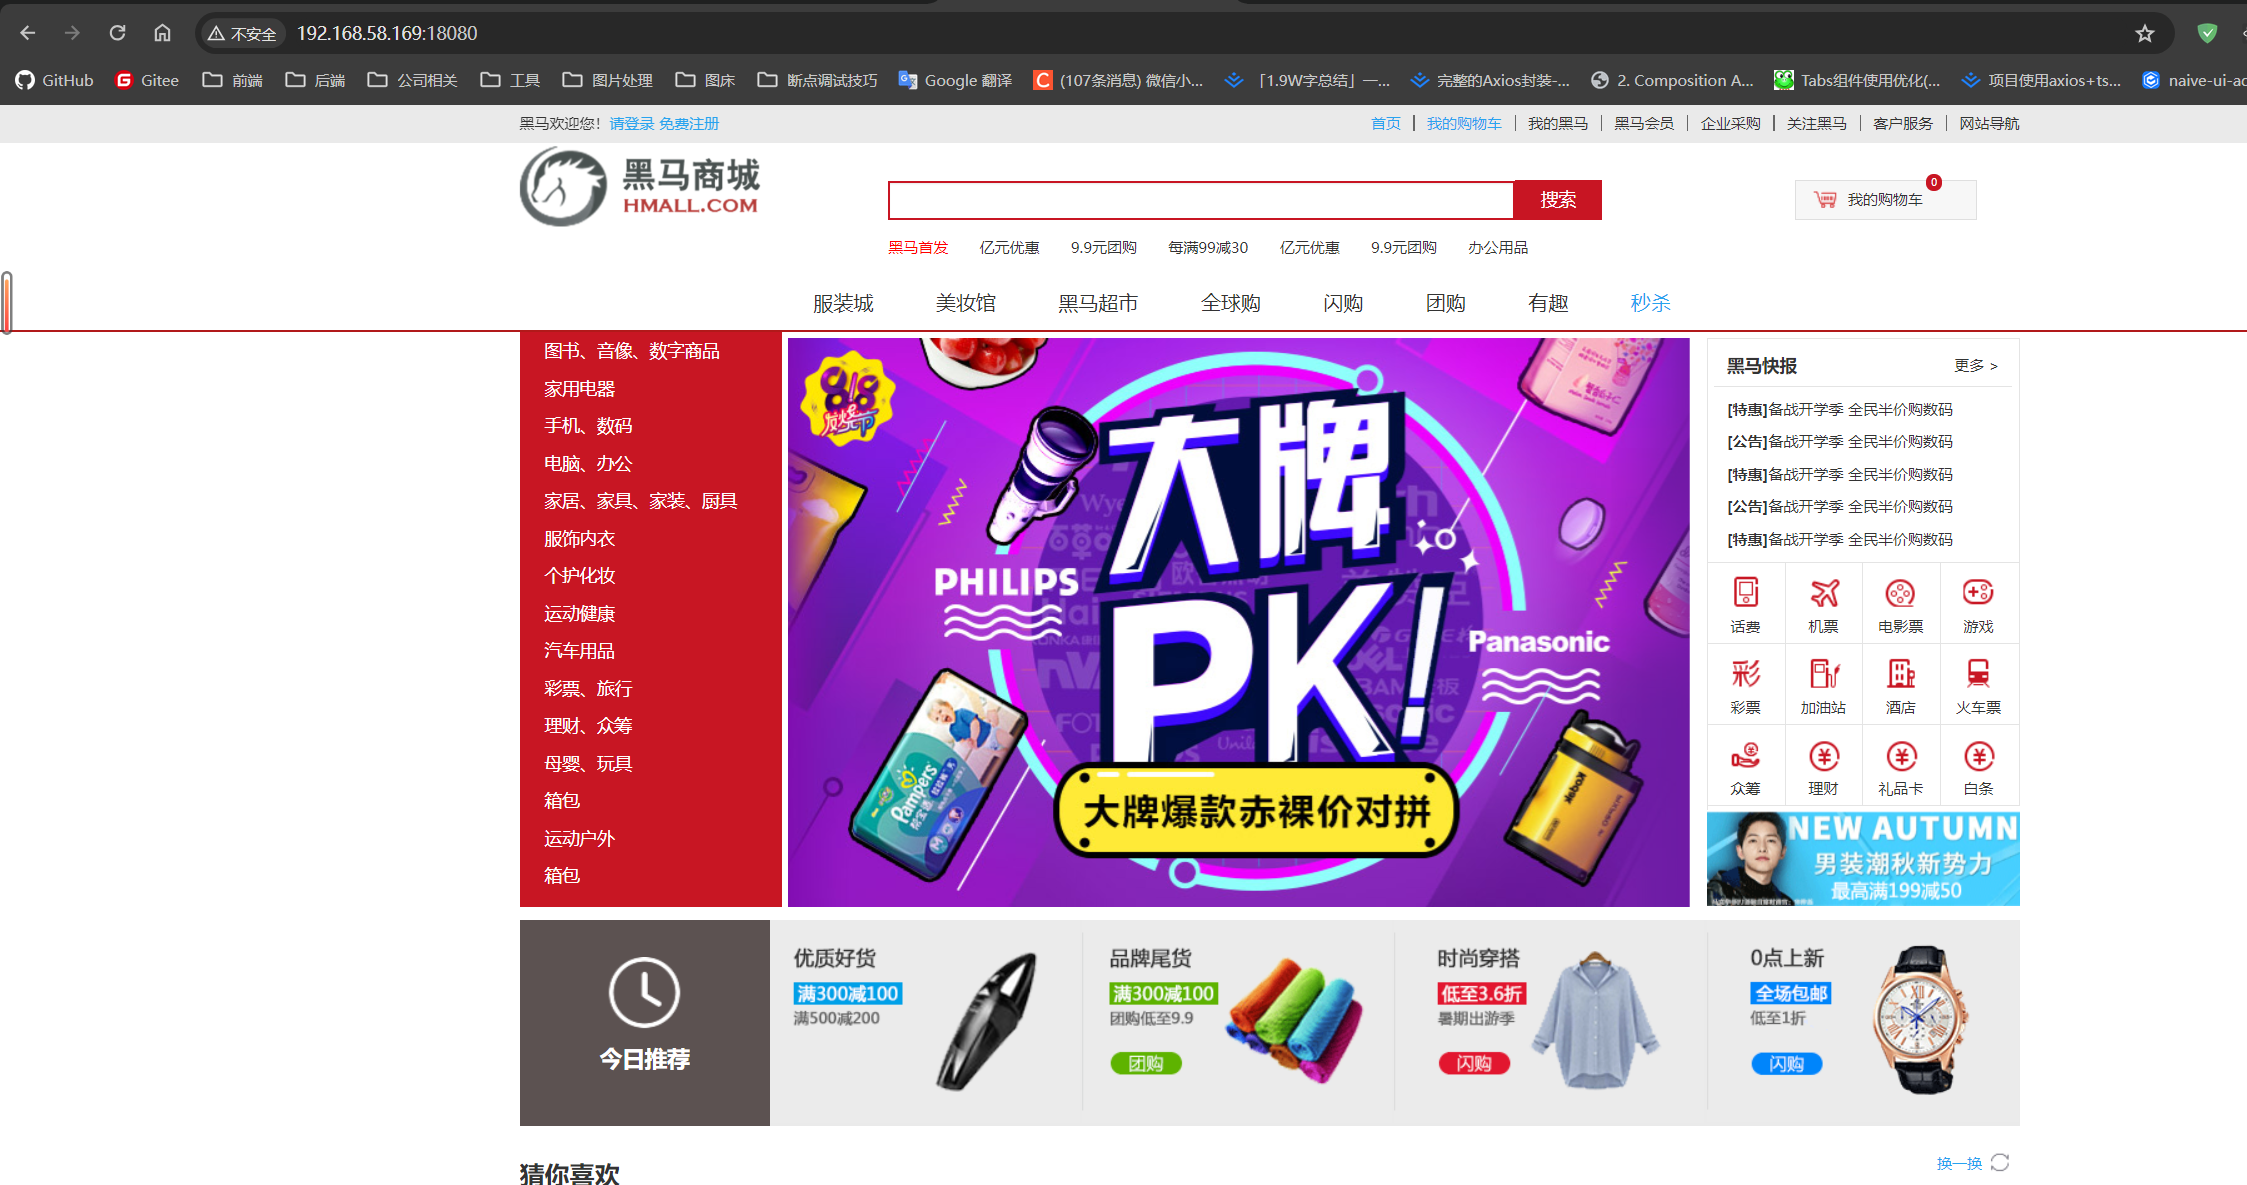 不安全 192.168.58.169:18080
GitHub Gitee 前端 后端 公司相关 工具 图片处理 图床 断点调试技巧 Google 翻译 (107条消息) 微信小... 「1.9W字总结」一... 完整的Axios封装-... 2. Composition A... Tabs组件使用优化(... 项目使用axios+ts... naive-ui-ac
黑马欢迎您！请登录 免费注册
首页 我的购物车 我的黑马 黑马会员 企业采购 关注黑马 客户服务 网站导航
黑马商城
HMALL.COM
搜索
0
我的购物车
黑马首发 亿元优惠 9.9元团购 每满99减30 亿元优惠 9.9元团购 办公用品
服装城 美妆馆 黑马超市 全球购 闪购 团购 有趣 秒杀
图书、音像、数字商品
家用电器
手机、数码
电脑、办公
家居、家具、家装、厨具
服饰内衣
个护化妆
运动健康
汽车用品
彩票、旅行
理财、众筹
母婴、玩具
箱包
运动户外
箱包
大牌
PK!
PHILIPS
Panasonic
Pampers
Kodak
大牌爆款赤裸价对拼
黑马快报 更多 >
[特惠]备战开学季 全民半价购数码
[公告]备战开学季 全民半价购数码
[特惠]备战开学季 全民半价购数码
[公告]备战开学季 全民半价购数码
[特惠]备战开学季 全民半价购数码
话费 机票 电影票 游戏
彩票 加油站 酒店 火车票
众筹 理财 礼品卡 白条
NEW AUTUMN
男装潮秋新势力
最高满199减50
今日推荐
优质好货
满300减100
满500减200
品牌尾货
满300减100
团购低至9.9
团购
时尚穿搭
低至3.6折
暑期出游季
闪购
0点上新
全场包邮
低至1折
闪购
猜你喜欢
换一换